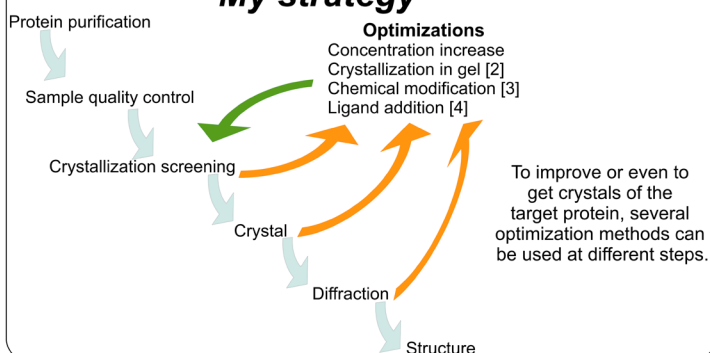 My strategy
Protein purification
Optimizations
Concentration increase
Crystallization in gel [2]
Chemical modification [3]
Ligand addition [4]
Sample quality control
Crystallization screening
To improve or even to
get crystals of the
target protein, several
optimization methods can
be used at different steps.
Crystal
Diffraction
Structure